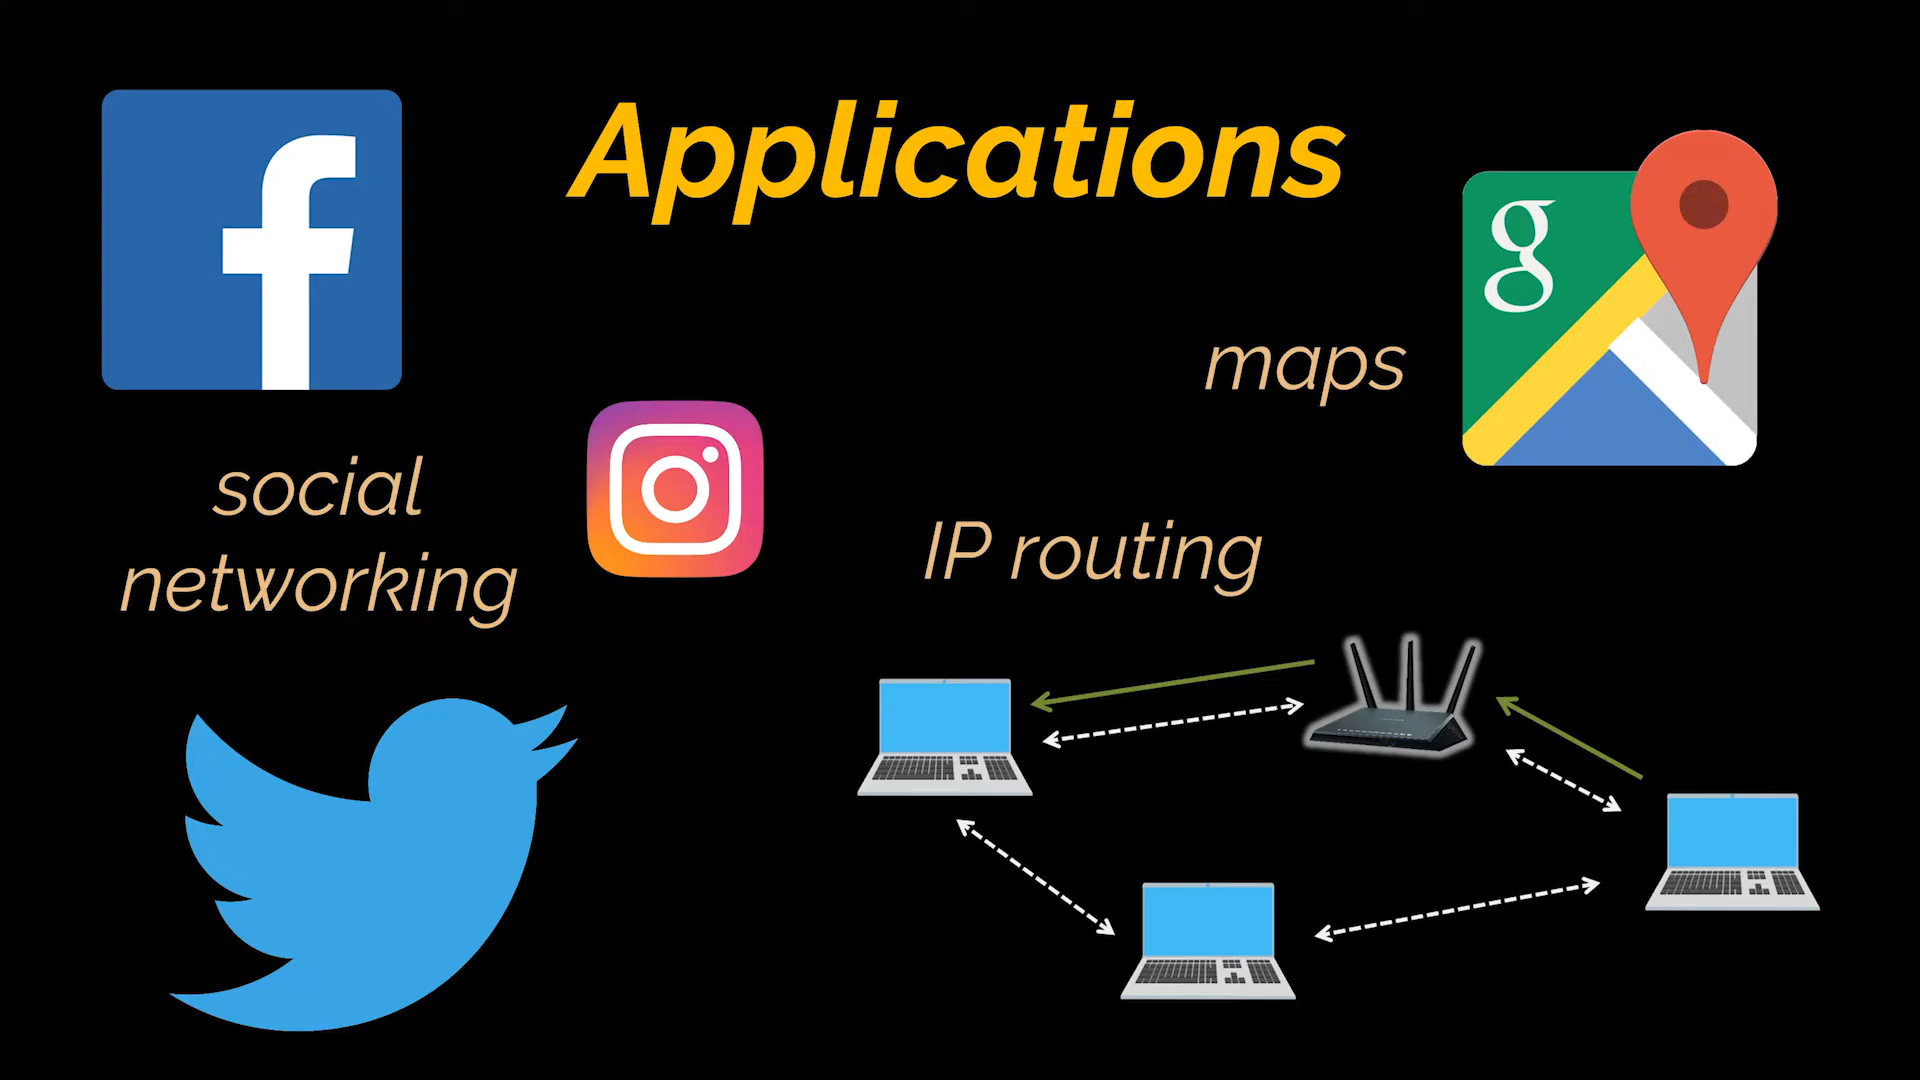 Applications
maps
social
networking
IP routing
f
g